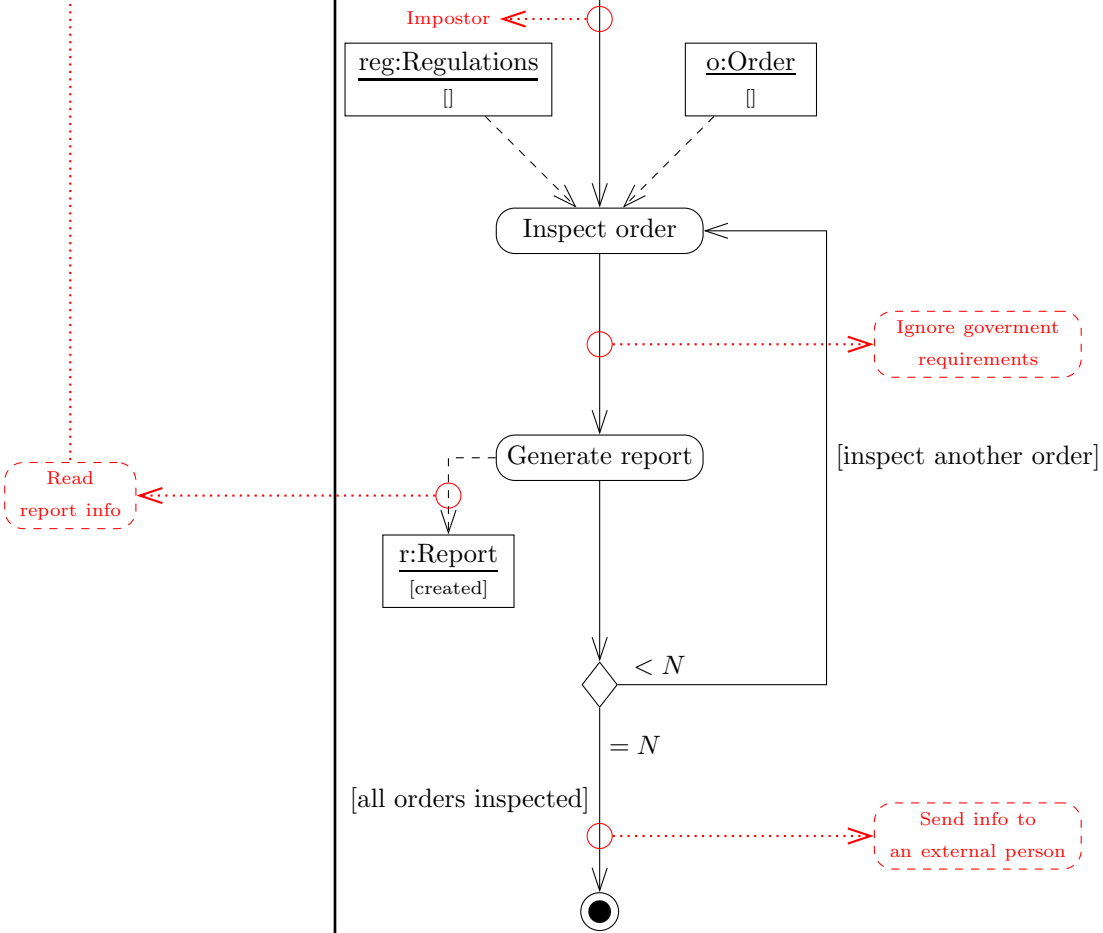 Impostor
reg:Regulations
[]
o:Order
[]
Inspect order
Ignore goverment
requirements
Generate report
[inspect another order]
Read
report info
r:Report
[created]
< N
= N
[all orders inspected]
Send info to
an external person